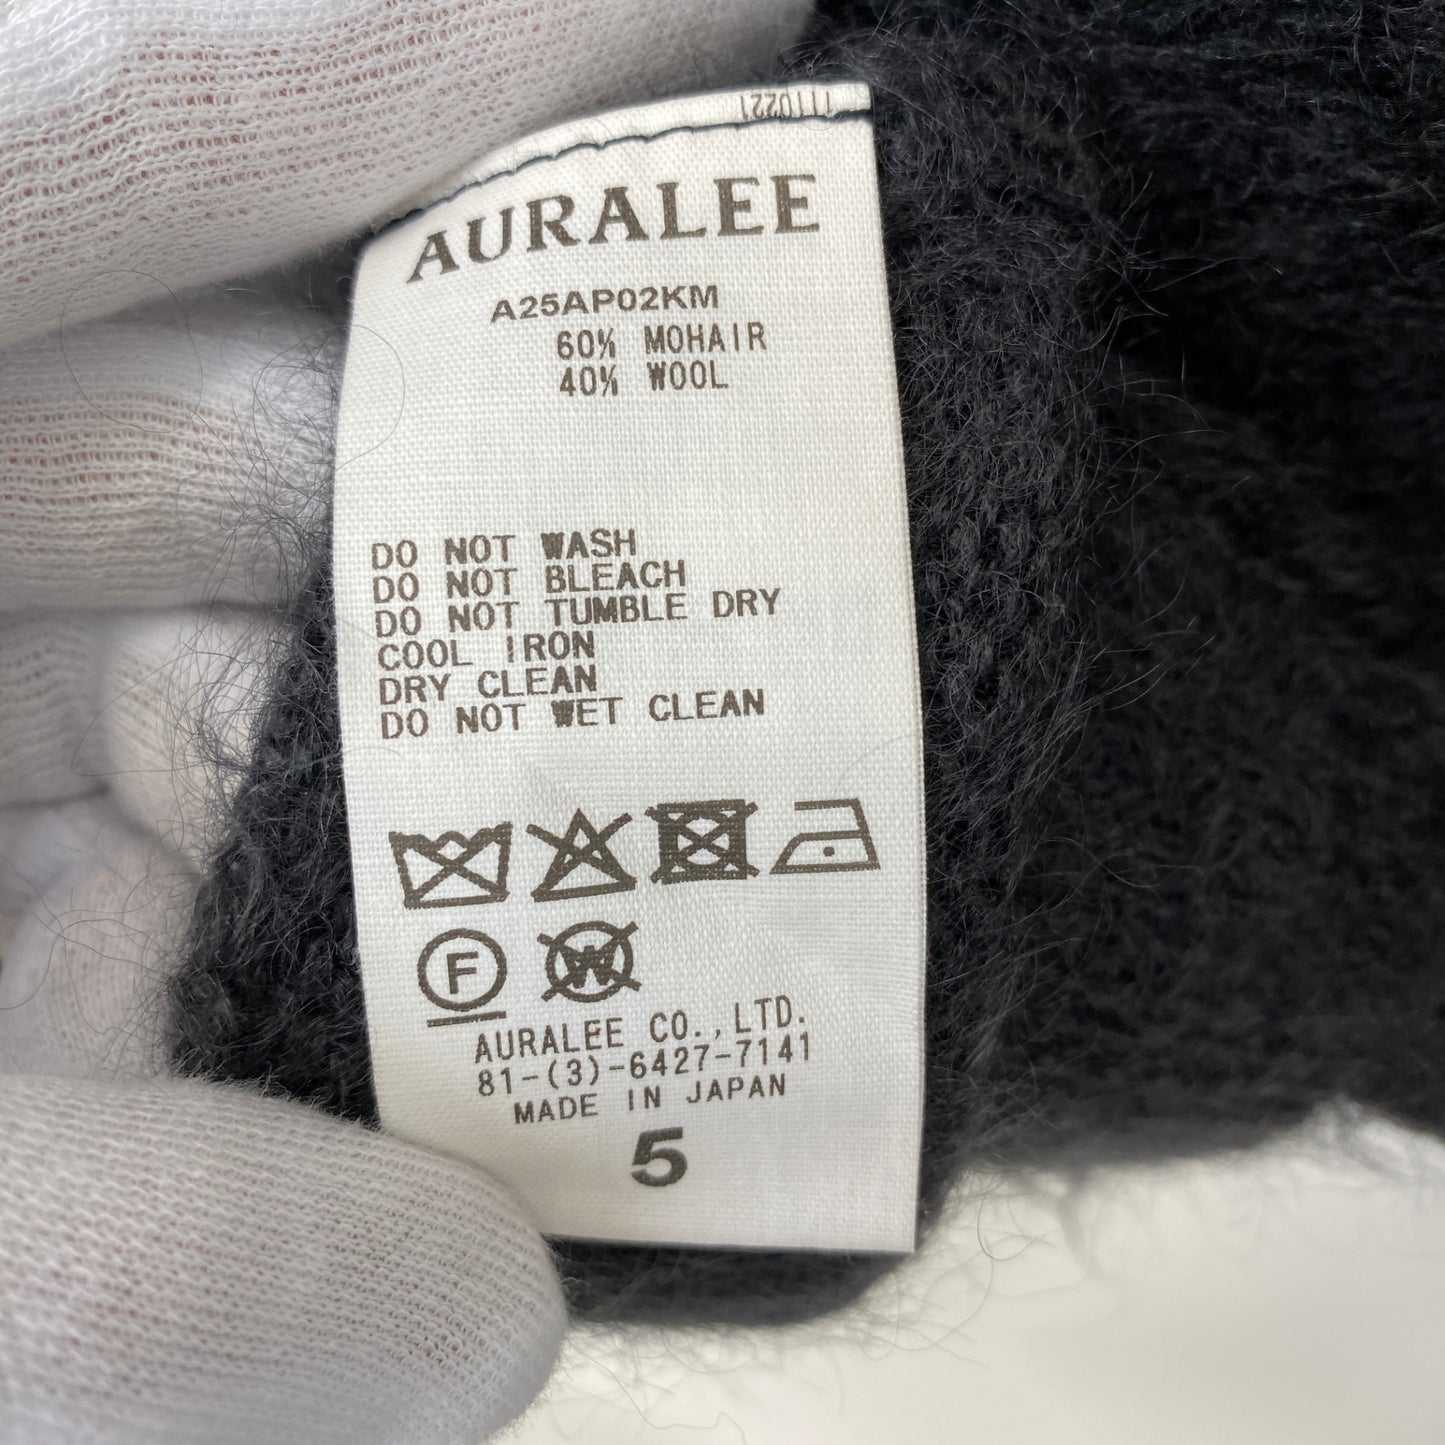 1110221
AURALEE
A25AP02KM
60% MOHAIR
40% WOOL
DO NOT WASH
DO NOT BLEACH
DO NOT TUMBLE DRY
COOL IRON
DRY CLEAN
DO NOT WET CLEAN
F W
AURALEE CO.,LTD.
81-(3)-6427-7141
MADE IN JAPAN
5